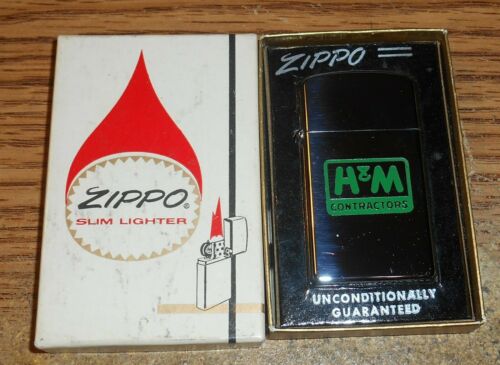 ZIPPO®
SLIM LIGHTER
ZIPPO
H&M
CONTRACTORS
UNCONDITIONALLY
GUARANTEED